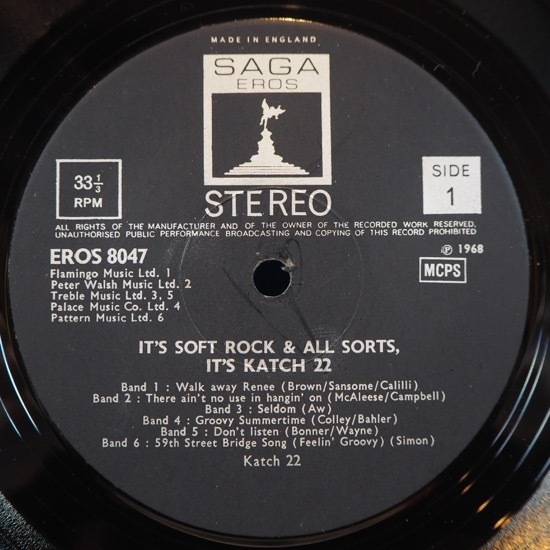 MADE IN ENGLAND
SAGA
EROS
33⅓
RPM
STEREO
SIDE
1
ALL RIGHTS OF THE MANUFACTURER AND OF THE OWNER OF THE RECORDED WORK RESERVED.
UNAUTHORISED PUBLIC PERFORMANCE BROADCASTING AND COPYING OF THIS RECORD PROHIBITED
EROS 8047
℗ 1968
MCPS
Flamingo Music Ltd. 1
Peter Walsh Music Ltd. 2
Treble Music Ltd. 3, 5
Palace Music Co. Ltd. 4
Pattern Music Ltd. 6
IT'S SOFT ROCK & ALL SORTS,
IT'S KATCH 22
Band 1 : Walk away Renee (Brown/Sansome/Calilli)
Band 2 : There ain't no use in hangin' on (McAleese/Campbell)
Band 3 : Seldom (Aw)
Band 4 : Groovy Summertime (Colley/Bahler)
Band 5 : Don't listen (Bonner/Wayne)
Band 6 : 59th Street Bridge Song (Feelin' Groovy) (Simon)
Katch 22